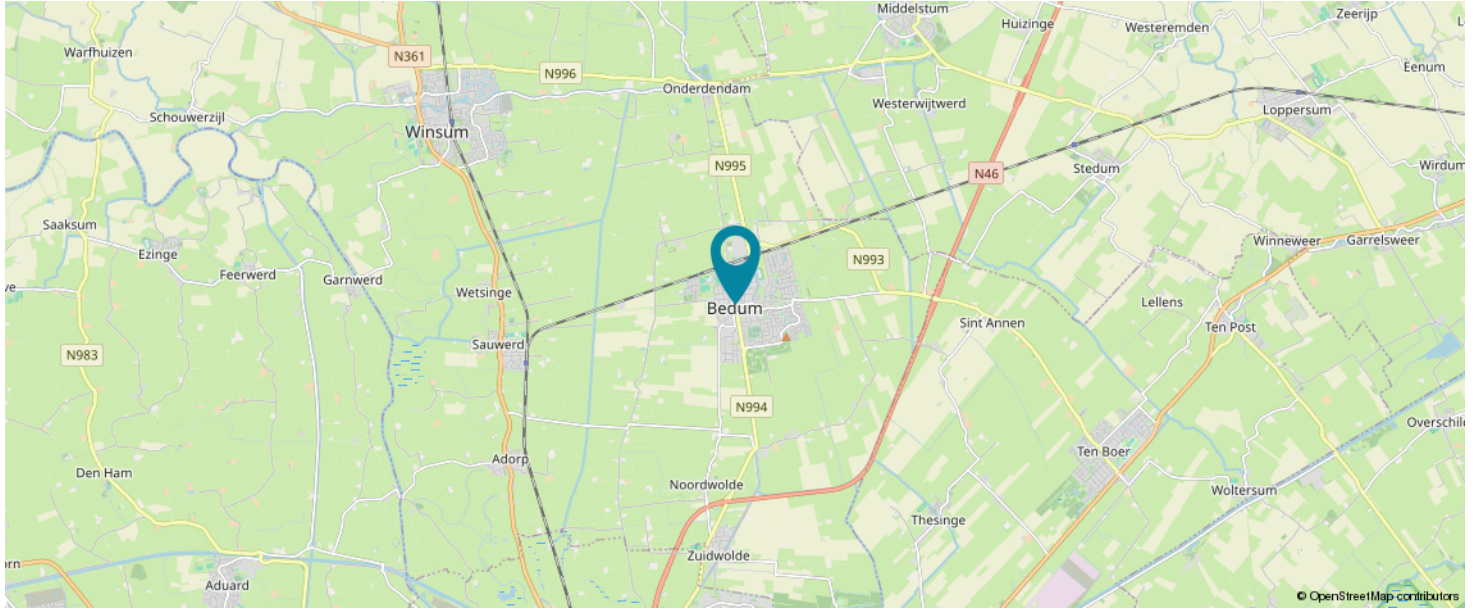 Middelstum
Zeerijp
Huizinge
Westeremden
Warfhuizen
N361
N996
Eenum
Onderdendam
Westerwijtwerd
Loppersum
Schouwerzijl
Winsum
N995
N46
Stedum
Wirdum
Saaksum
Ezinge
Winneweer
Garrelsweer
Feerwerd
Garnwerd
N993
Wetsinge
Lellens
Bedum
Sint Annen
Ten Post
Sauwerd
N983
N994
Overschild
Ten Boer
Adorp
Den Ham
Noordwolde
Woltersum
Thesinge
Zuidwolde
Aduard
© OpenStreetMap contributors